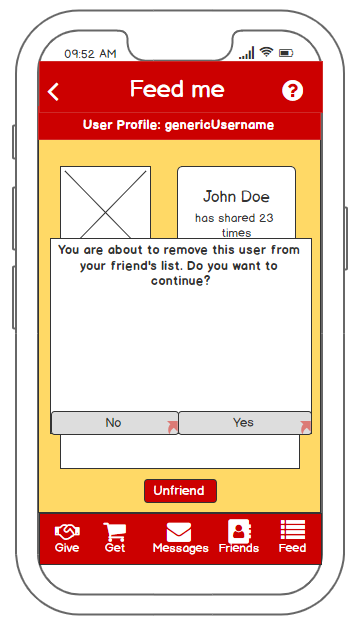 09:52 AM
Feed me
?
User Profile: genericUsername
John Doe
has shared 23
times
You are about to remove this user from
your friend's list. Do you want to
continue?
No
Yes
Unfriend
Give
Get
Messages
Friends
Feed